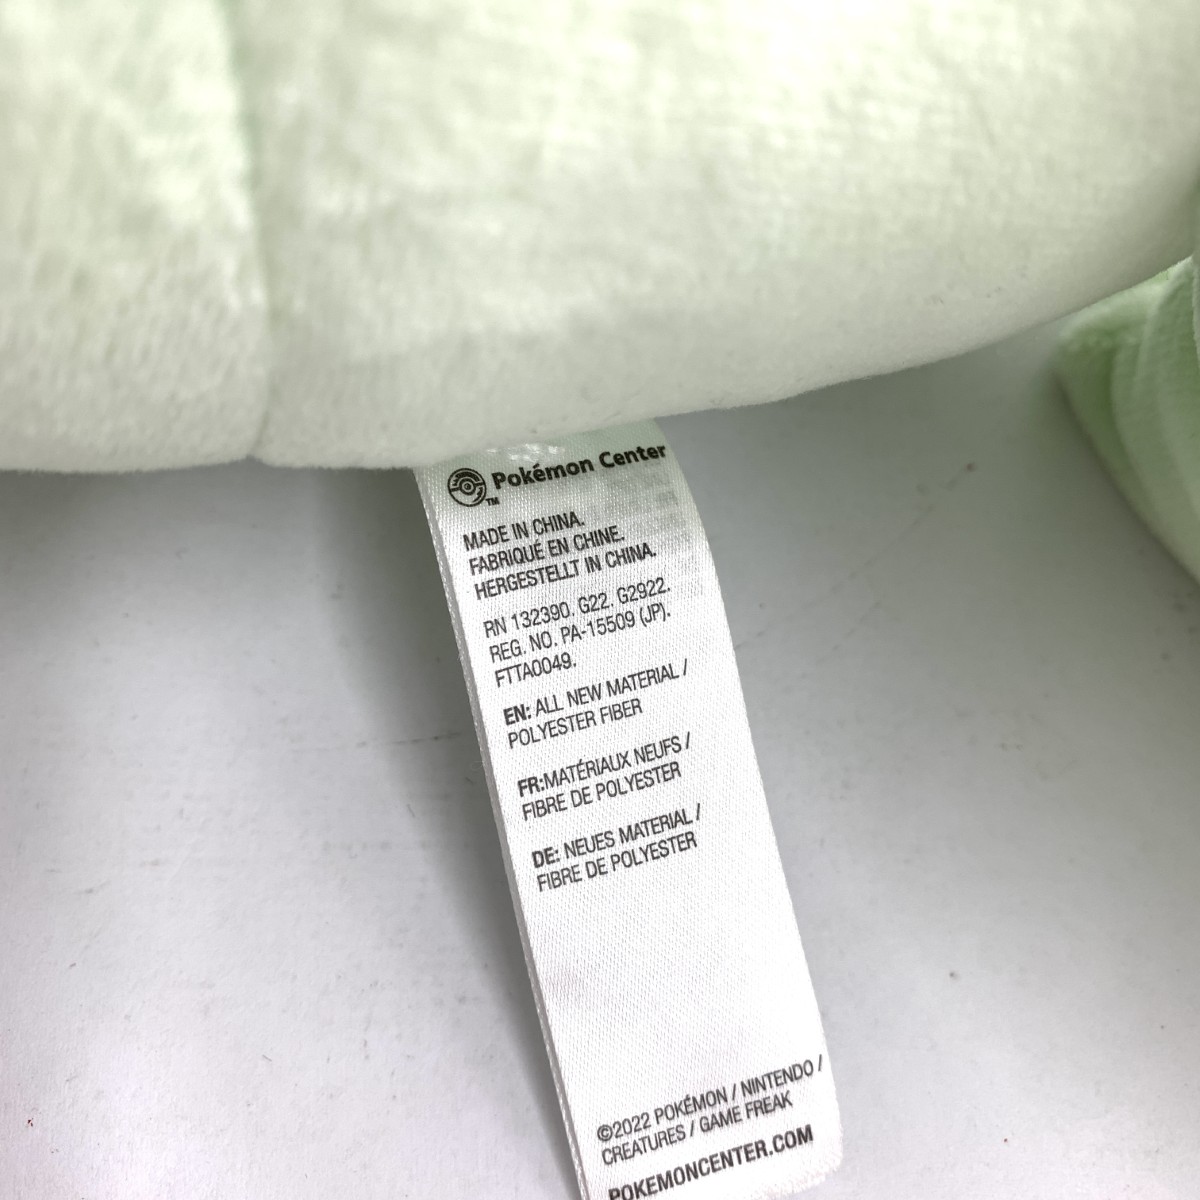 Pokémon Center
TM
MADE IN CHINA.
FABRIQUÉ EN CHINE.
HERGESTELLT IN CHINA.
RN 132390. G22. G2922.
REG. NO. PA-15509 (JP).
FTTA0049.
EN: ALL NEW MATERIAL /
POLYESTER FIBER
FR:MATÉRIAUX NEUFS /
FIBRE DE POLYESTER
DE: NEUES MATERIAL /
FIBRE DE POLYESTER
©2022 POKÉMON / NINTENDO /
CREATURES / GAME FREAK
POKEMONCENTER.COM